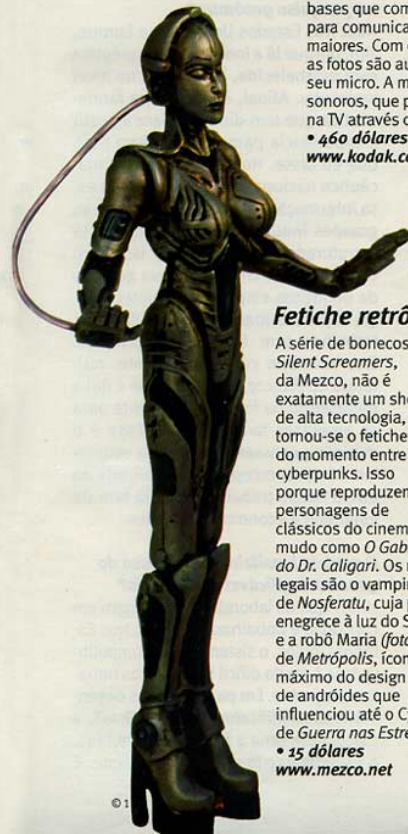 bases que com
para comunica
maiores. Com
as fotos são au
seu micro. A m
sonoros, que p
na TV através
• 460 dólares
www.kodak.co
Fetiche retrô
A série de bonecos
Silent Screamers,
da Mezco, não é
exatamente um sho
de alta tecnologia,
tornou-se o fetiche
do momento entre
cyberpunks. Isso
porque reproduzem
personagens de
clássicos do cinem
mudo como O Gab
do Dr. Caligari. Os
legais são o vampi
de Nosferatu, cuja
enegrece à luz do S
e a robô Maria (foto
de Metrópolis, íco
máximo do design
de andróides que
influenciou até o C
de Guerra nas Estre
• 15 dólares
www.mezco.net
© 1